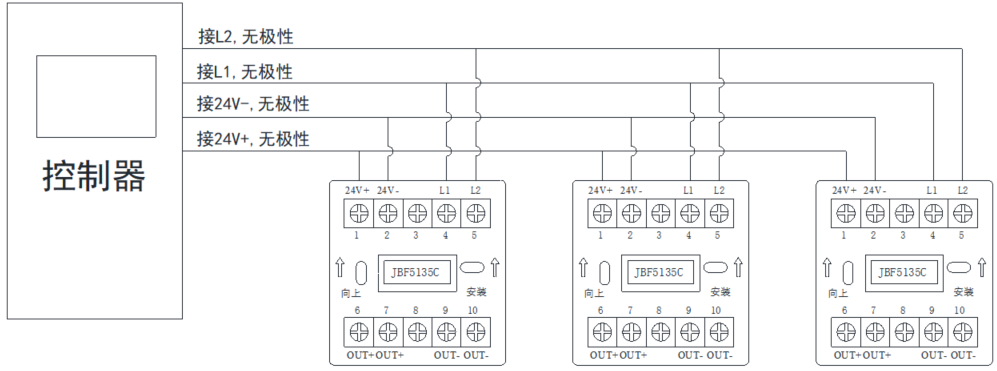 接L2,无极性
接L1,无极性
接24V-,无极性
接24V+,无极性
控制器
24V+ 24V- L1 L2
1 2 3 4 5
JBF5135C
向上 安装
6 7 8 9 10
OUT+ OUT+ OUT- OUT-
24V+ 24V- L1 L2
1 2 3 4 5
JBF5135C
向上 安装
6 7 8 9 10
OUT+ OUT+ OUT- OUT-
24V+ 24V- L1 L2
1 2 3 4 5
JBF5135C
向上 安装
6 7 8 9 10
OUT+ OUT+ OUT- OUT-